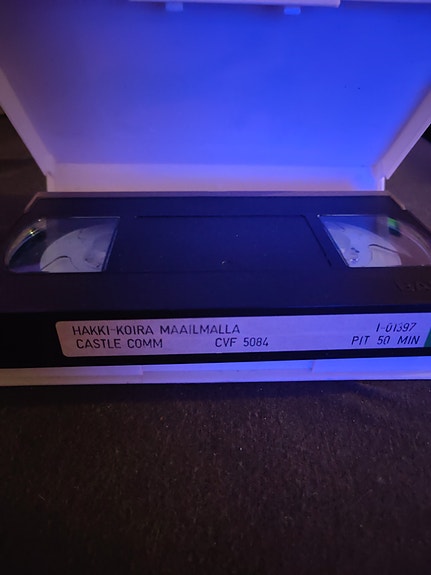 HAKKI-KOIRA MAAILMALLA I-01397
CASTLE COMM CVF 5084 PIT 50 MIN